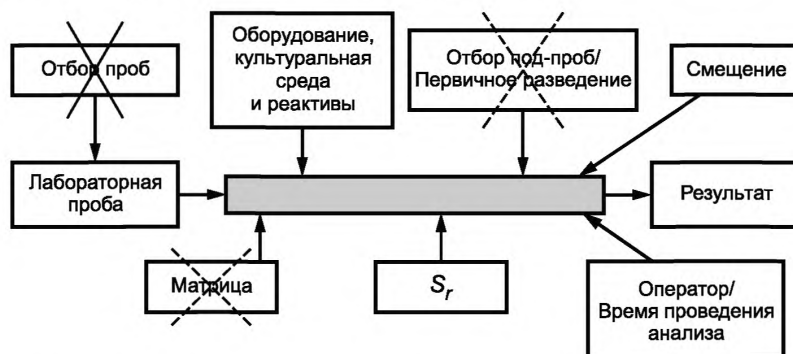 Отбор проб
Оборудование,
культуральная
среда
и реактивы
Отбор под-проб/
Первичное разведение
Смещение
Лабораторная
проба
Результат
Матрица
S_r
Оператор/
Время проведения
анализа